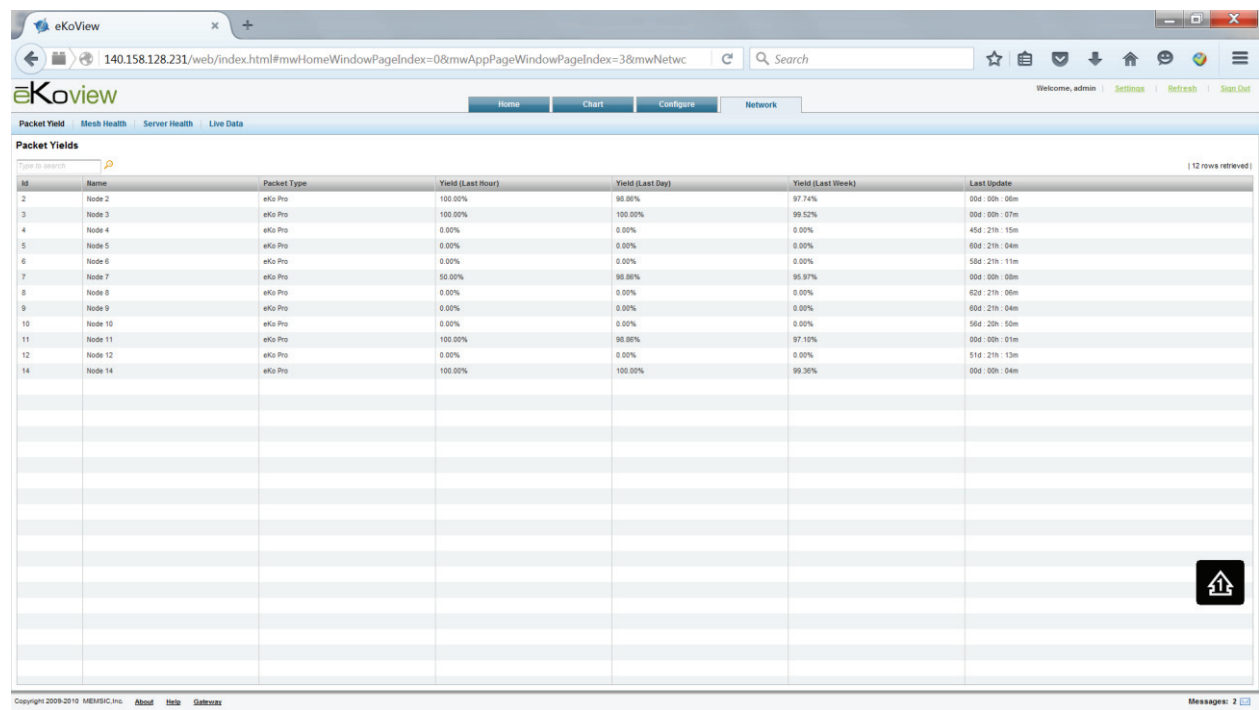 eKoView
140.158.128.231/web/index.html#mwHomeWindowPageIndex=0&mwAppPageWindowPageIndex=3&mwNetwc
Search
ēKoview
Home Chart Configure Network
Welcome, admin | Settings | Refresh | Sign Out
Packet Yield Mesh Health Server Health Live Data
Packet Yields
Type to search
| 12 rows retrieved |
Id Name Packet Type Yield (Last Hour) Yield (Last Day) Yield (Last Week) Last Update
2 Node 2 eKo Pro 100.00% 98.86% 97.74% 00d : 00h : 06m
3 Node 3 eKo Pro 100.00% 100.00% 99.52% 00d : 00h : 07m
4 Node 4 eKo Pro 0.00% 0.00% 0.00% 45d : 21h : 15m
5 Node 5 eKo Pro 0.00% 0.00% 0.00% 60d : 21h : 04m
6 Node 6 eKo Pro 0.00% 0.00% 0.00% 58d : 21h : 11m
7 Node 7 eKo Pro 50.00% 98.86% 95.97% 00d : 00h : 08m
8 Node 8 eKo Pro 0.00% 0.00% 0.00% 62d : 21h : 06m
9 Node 9 eKo Pro 0.00% 0.00% 0.00% 60d : 21h : 04m
10 Node 10 eKo Pro 0.00% 0.00% 0.00% 56d : 20h : 50m
11 Node 11 eKo Pro 100.00% 98.86% 97.10% 00d : 00h : 01m
12 Node 12 eKo Pro 0.00% 0.00% 0.00% 51d : 21h : 13m
14 Node 14 eKo Pro 100.00% 100.00% 99.36% 00d : 00h : 04m
1
Copyright 2009-2010 MEMSIC,Inc. About Help Gateway
Messages: 2